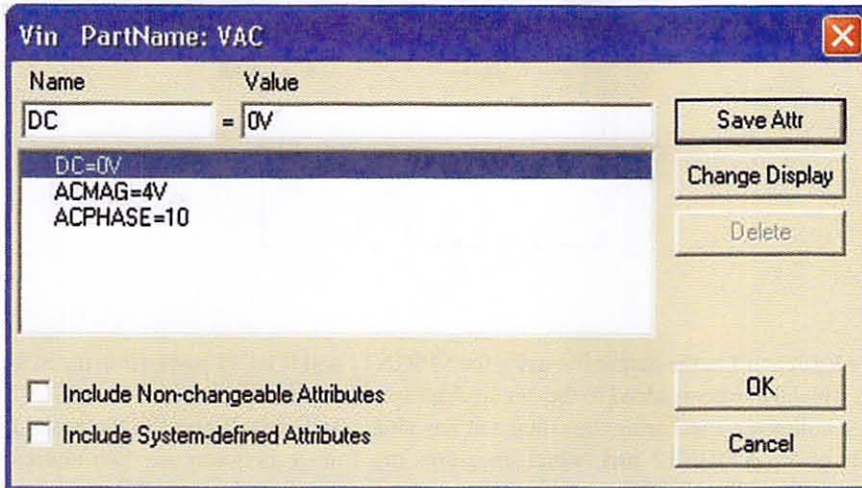 Vin PartName: VAC
Name Value
DC = 0V
Save Attr
DC=0V
ACMAG=4V
ACPHASE=10
Change Display
Delete
Include Non-changeable Attributes
Include System-defined Attributes
OK
Cancel